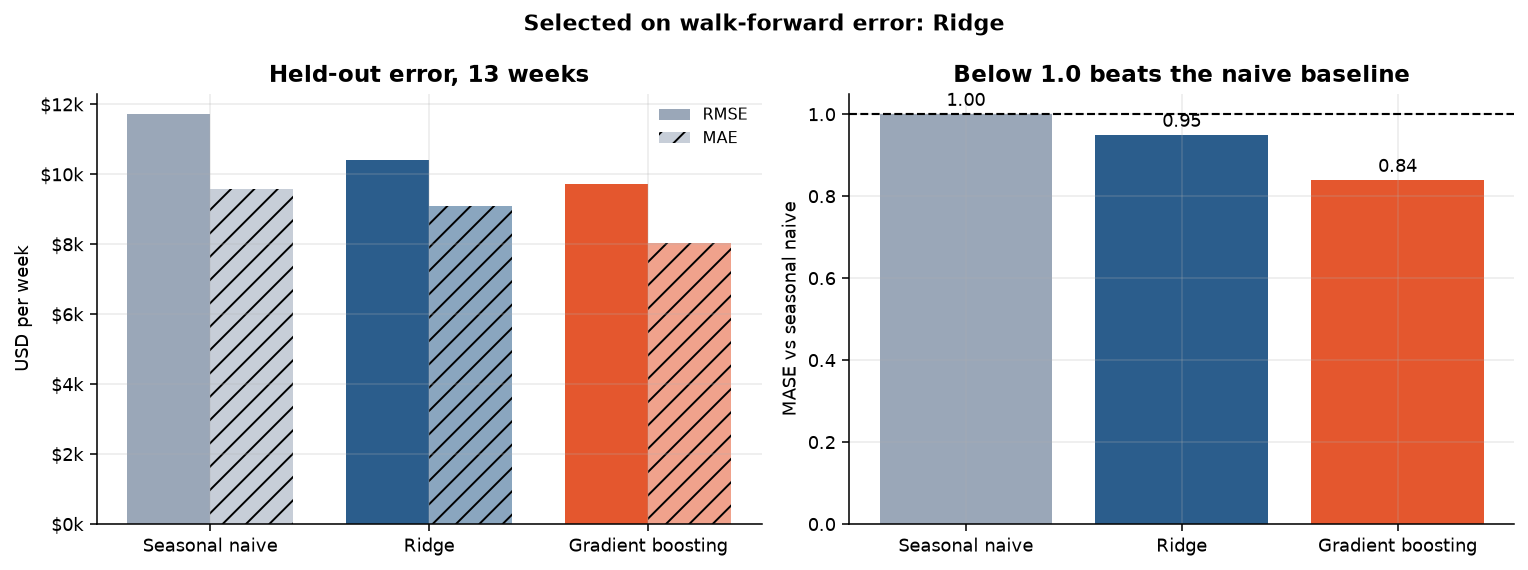 Selected on walk-forward error: Ridge
Held-out error, 13 weeks
USD per week
$12k
$10k
$8k
$6k
$4k
$2k
$0k
RMSE
MAE
Seasonal naive
Ridge
Gradient boosting
Below 1.0 beats the naive baseline
MASE vs seasonal naive
1.0
0.8
0.6
0.4
0.2
0.0
1.00
0.95
0.84
Seasonal naive
Ridge
Gradient boosting